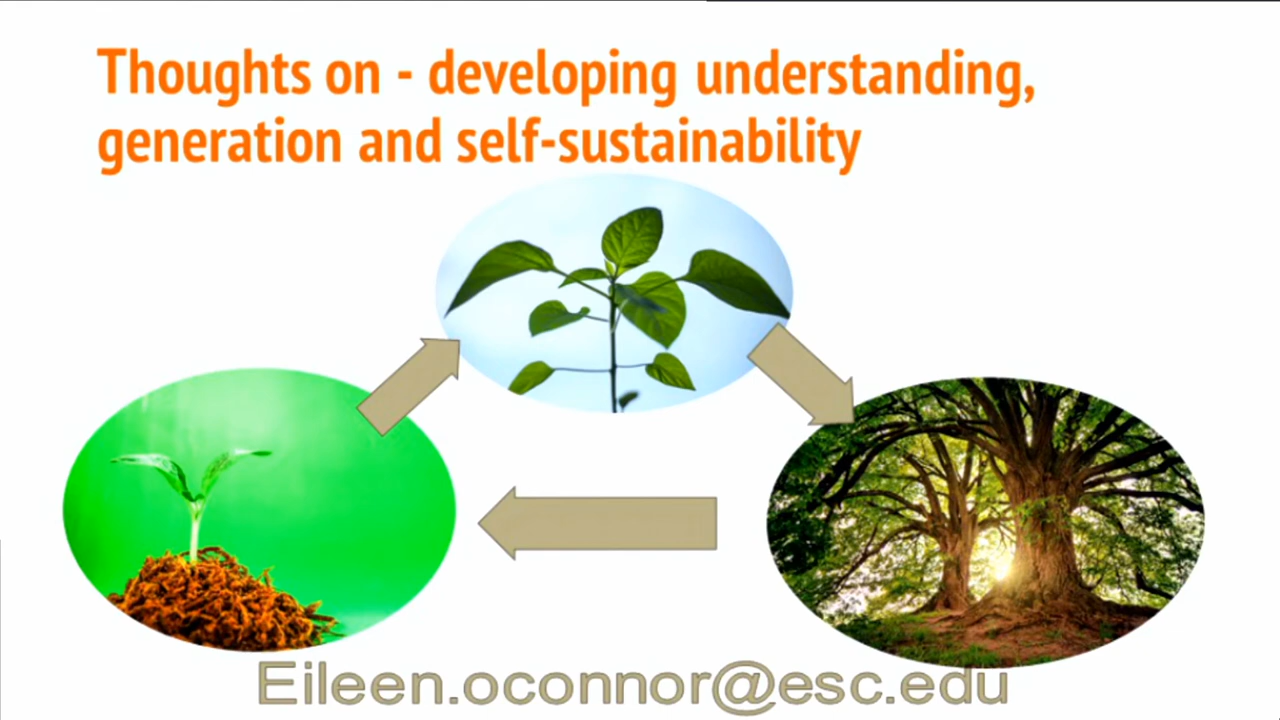 Thoughts on - developing understanding,
generation and self-sustainability
Eileen.oconnor@esc.edu